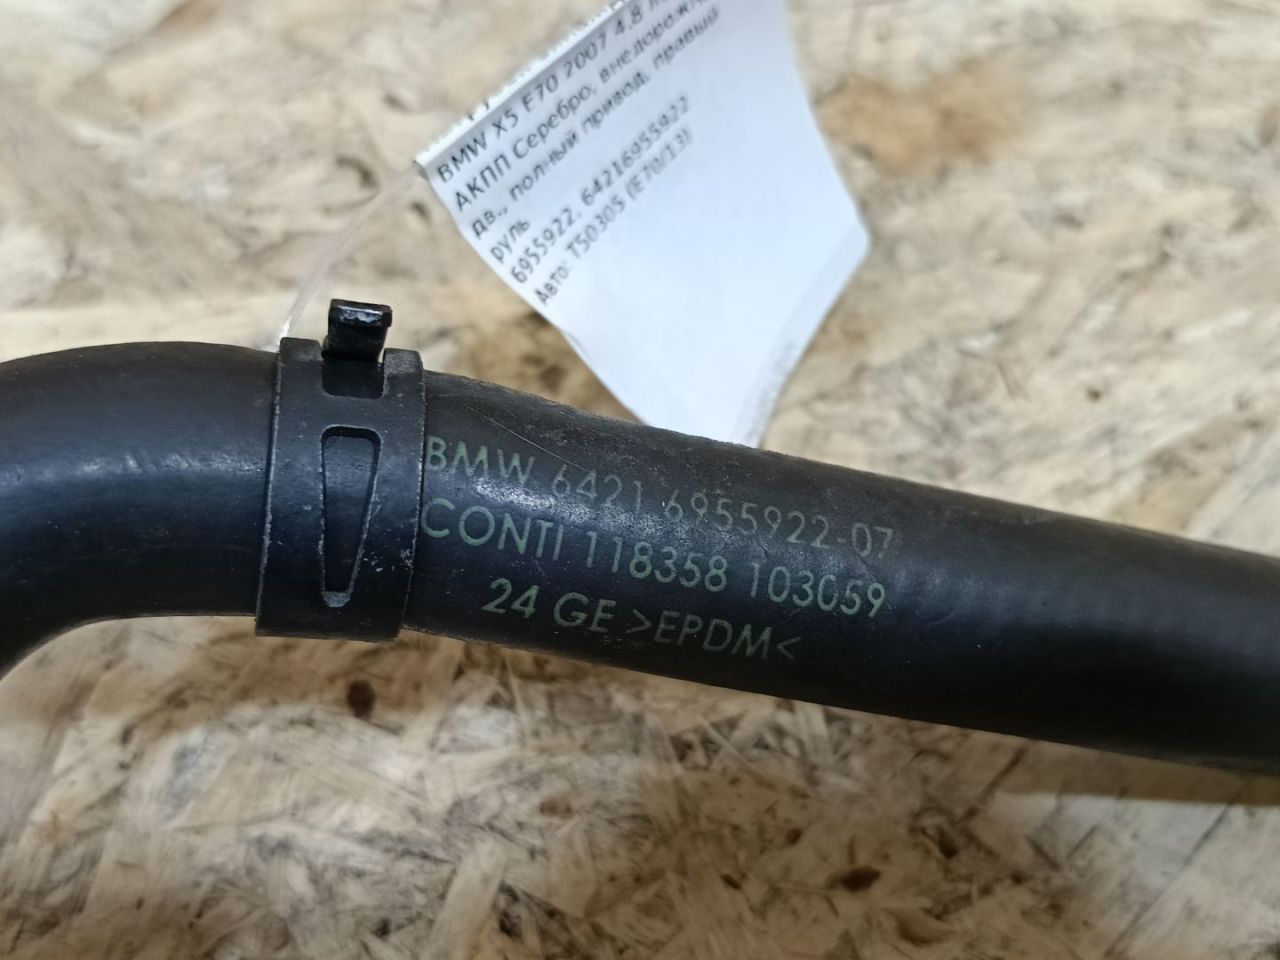 BMW X5 E70 2007 4.8
АКПП Серебро, внедорожник
дв., полный привод, правый
руль
6955922, 64216955922
Авто: T50305 (E70/13)
BMW 6421 6955922-07
CONTI 118358 103059
24 GE >EPDM<